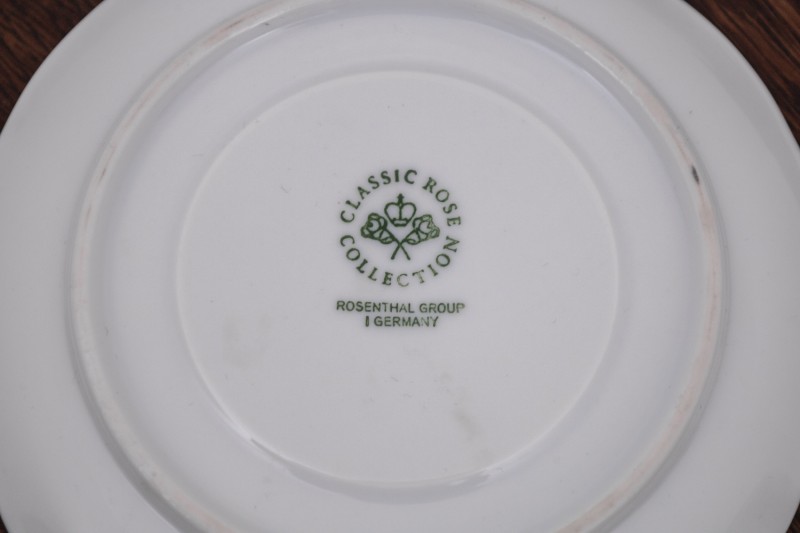 CLASSIC ROSE
COLLECTION
ROSENTHAL GROUP
I GERMANY